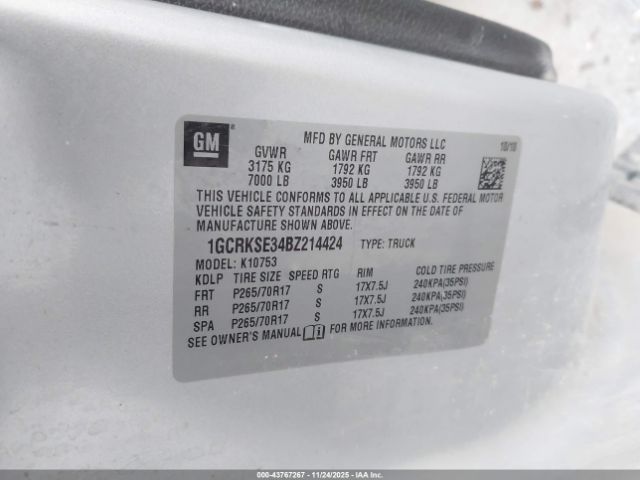 GM
MFD BY GENERAL MOTORS LLC 10/10
GVWR GAWR FRT GAWR RR
3175 KG 1792 KG 1792 KG
7000 LB 3950 LB 3950 LB
THIS VEHICLE CONFORMS TO ALL APPLICABLE U.S. FEDERAL MOTOR
VEHICLE SAFETY STANDARDS IN EFFECT ON THE DATE OF
MANUFACTURE SHOWN ABOVE.
1GCRKSE34BZ214424 TYPE: TRUCK
MODEL: K10753
KDLP TIRE SIZE SPEED RTG RIM COLD TIRE PRESSURE
FRT P265/70R17 S 17X7.5J 240KPA(35PSI)
RR P265/70R17 S 17X7.5J 240KPA(35PSI)
SPA P265/70R17 S 17X7.5J 240KPA(35PSI)
SEE OWNER'S MANUAL FOR MORE INFORMATION.
000-43767267 - 11/24/2025 - IAAI.com